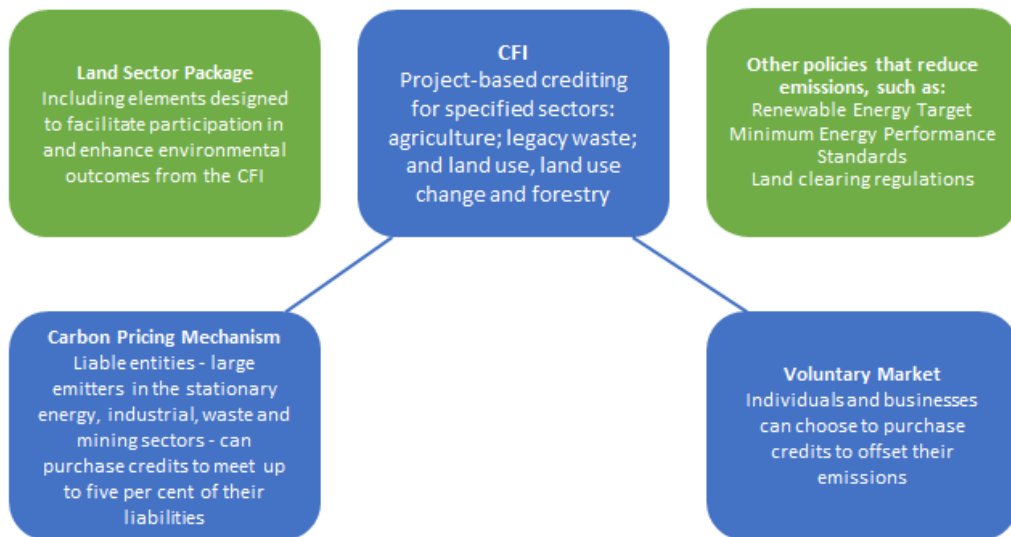 Land Sector Package
Including elements designed
to facilitate participation in
and enhance environmental
outcomes from the CFI
CFI
Project-based crediting
for specified sectors:
agriculture; legacy waste;
and land use, land use
change and forestry
Other policies that reduce
emissions, such as:
Renewable Energy Target
Minimum Energy Performance
Standards
Land clearing regulations
Carbon Pricing Mechanism
Liable entities - large
emitters in the stationary
energy, industrial, waste and
mining sectors - can
purchase credits to meet up
to five per cent of their
liabilities
Voluntary Market
Individuals and businesses
can choose to purchase
credits to offset their
emissions